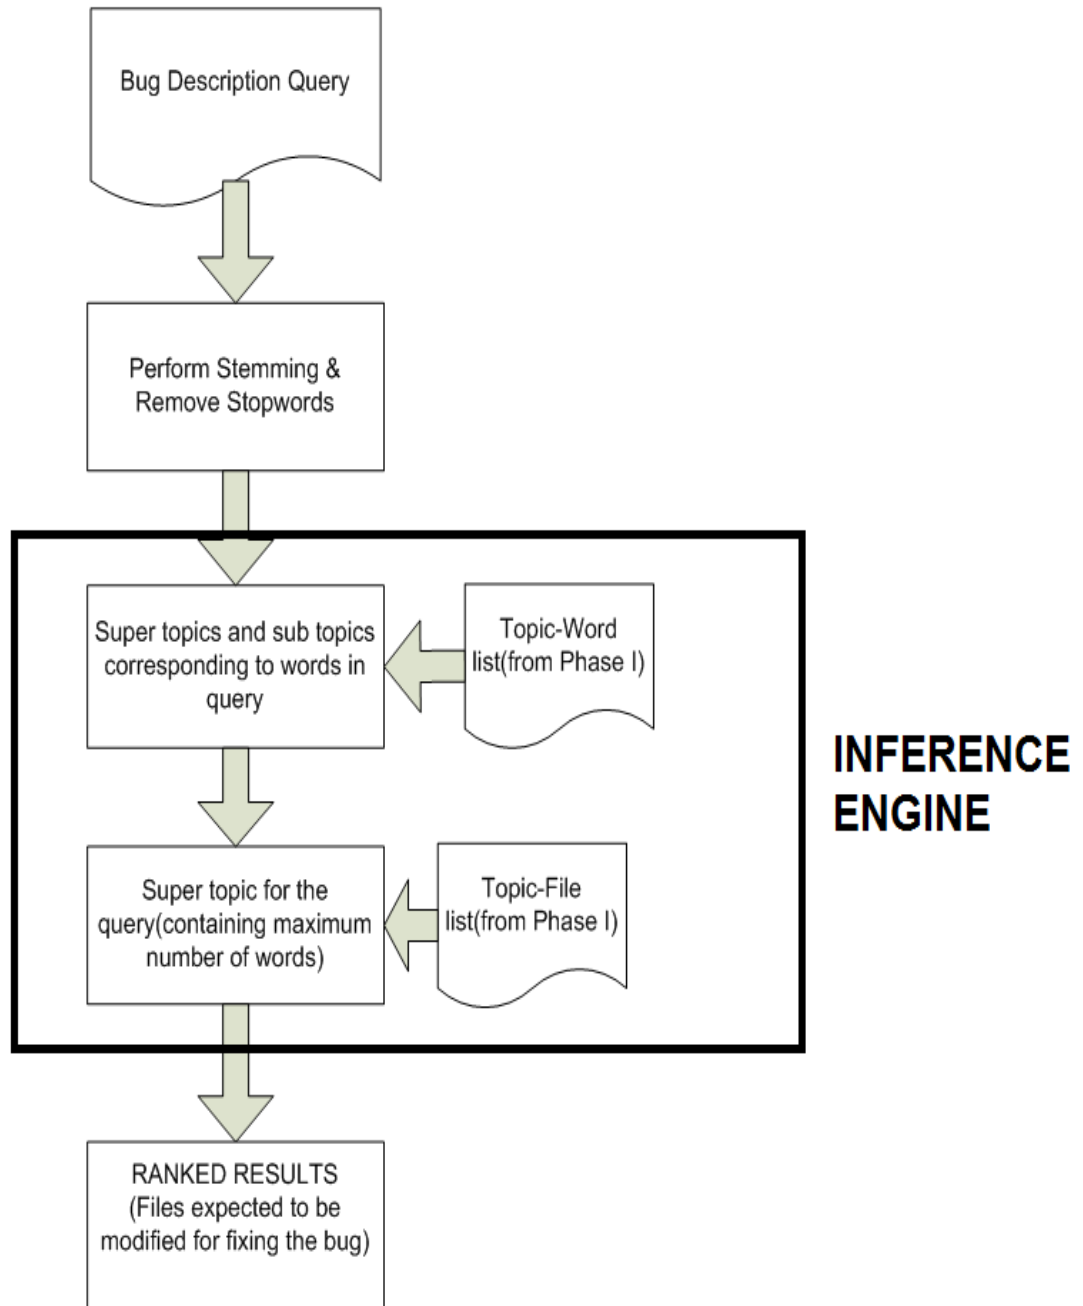 Bug Description Query
Perform Stemming &
Remove Stopwords
Super topics and sub topics
corresponding to words in
query
Topic-Word
list(from Phase I)
INFERENCE
ENGINE
Super topic for the
query(containing maximum
number of words)
Topic-File
list(from Phase I)
RANKED RESULTS
(Files expected to be
modified for fixing the bug)